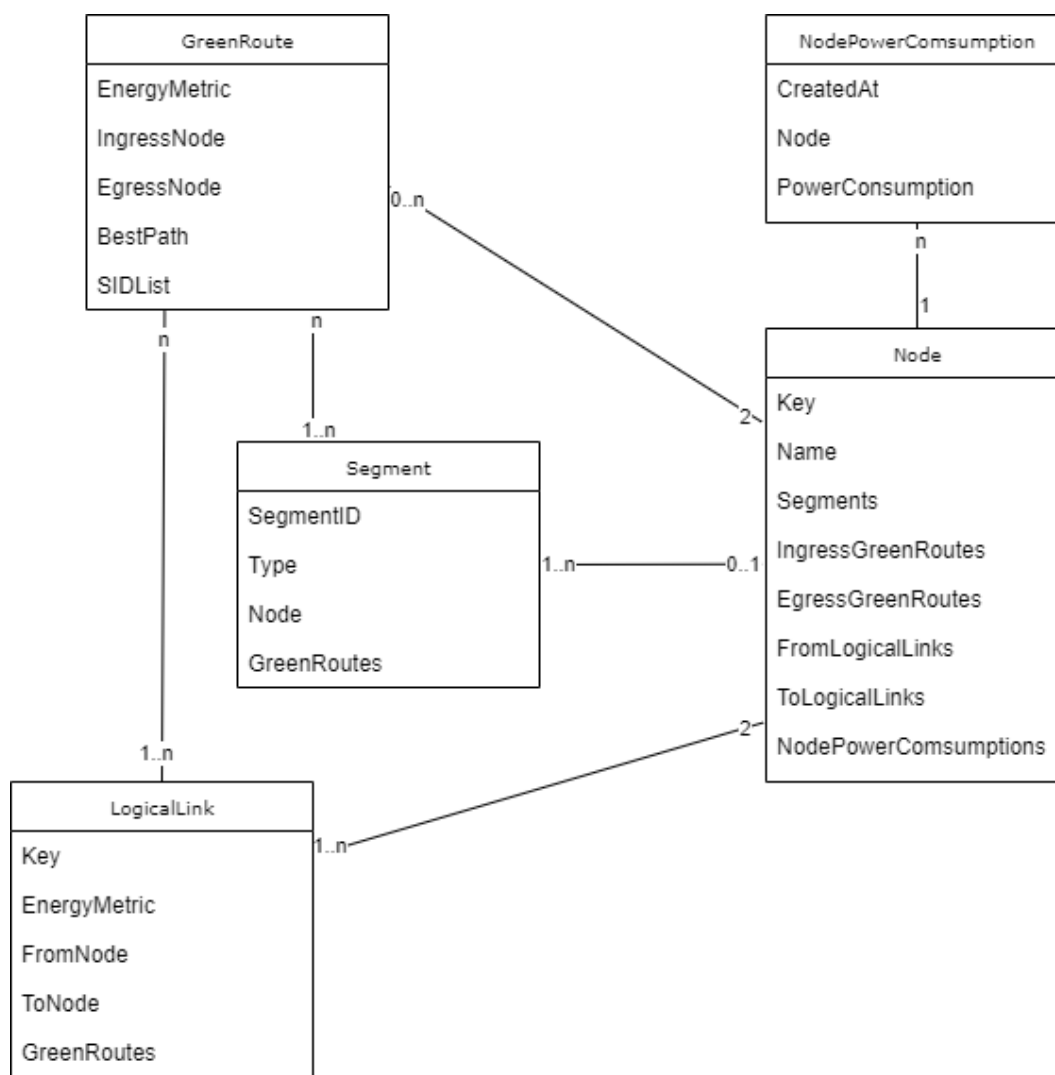 GreenRoute
EnergyMetric
IngressNode
EgressNode
BestPath
SIDList
NodePowerComsumption
CreatedAt
Node
PowerConsumption
0..n
2
n
1
n
1..n
n
1..n
Segment
SegmentID
Type
Node
GreenRoutes
1..n
0..1
Node
Key
Name
Segments
IngressGreenRoutes
EgressGreenRoutes
FromLogicalLinks
ToLogicalLinks
NodePowerComsumptions
2
1..n
LogicalLink
Key
EnergyMetric
FromNode
ToNode
GreenRoutes